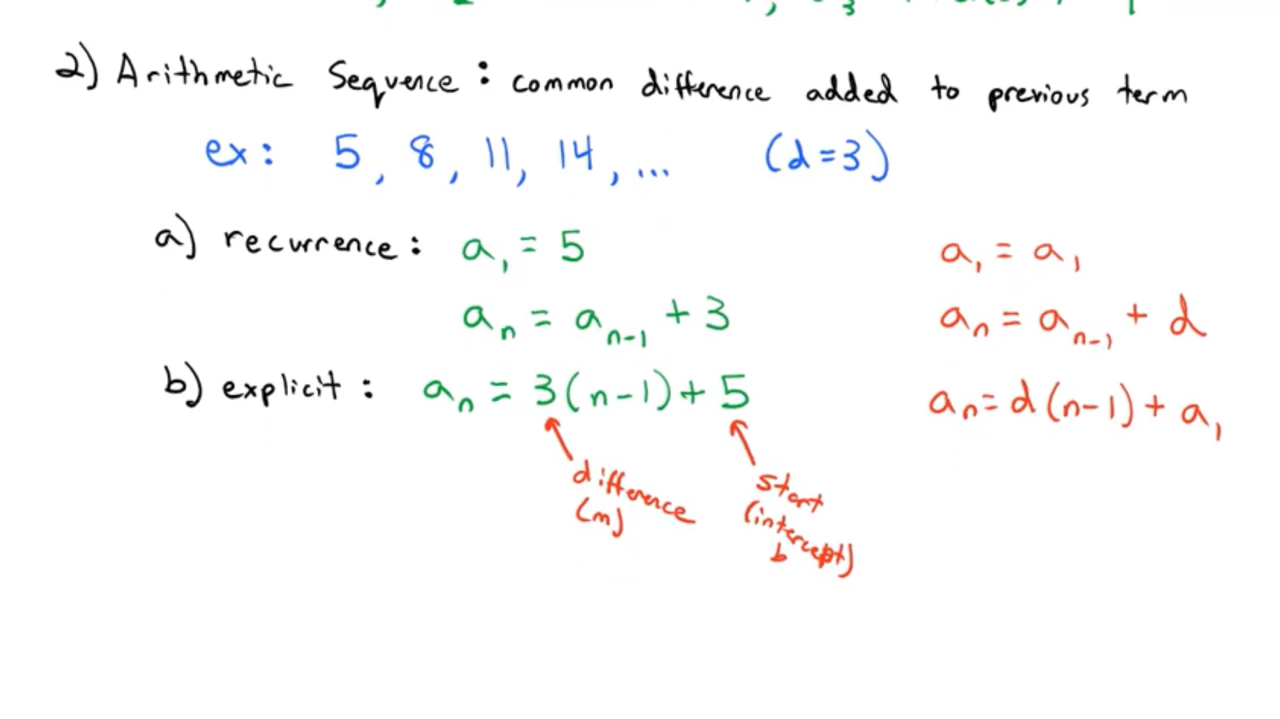 2) Arithmetic Sequence: common difference added to previous term
ex: 5, 8, 11, 14, ... (d=3)
a) recurrence: a₁ = 5 a₁ = a₁
aₙ = aₙ₋₁ + 3 aₙ = aₙ₋₁ + d
b) explicit: aₙ = 3(n-1)+5 aₙ = d(n-1) + a₁
difference
(m)
start
(intercept)
b